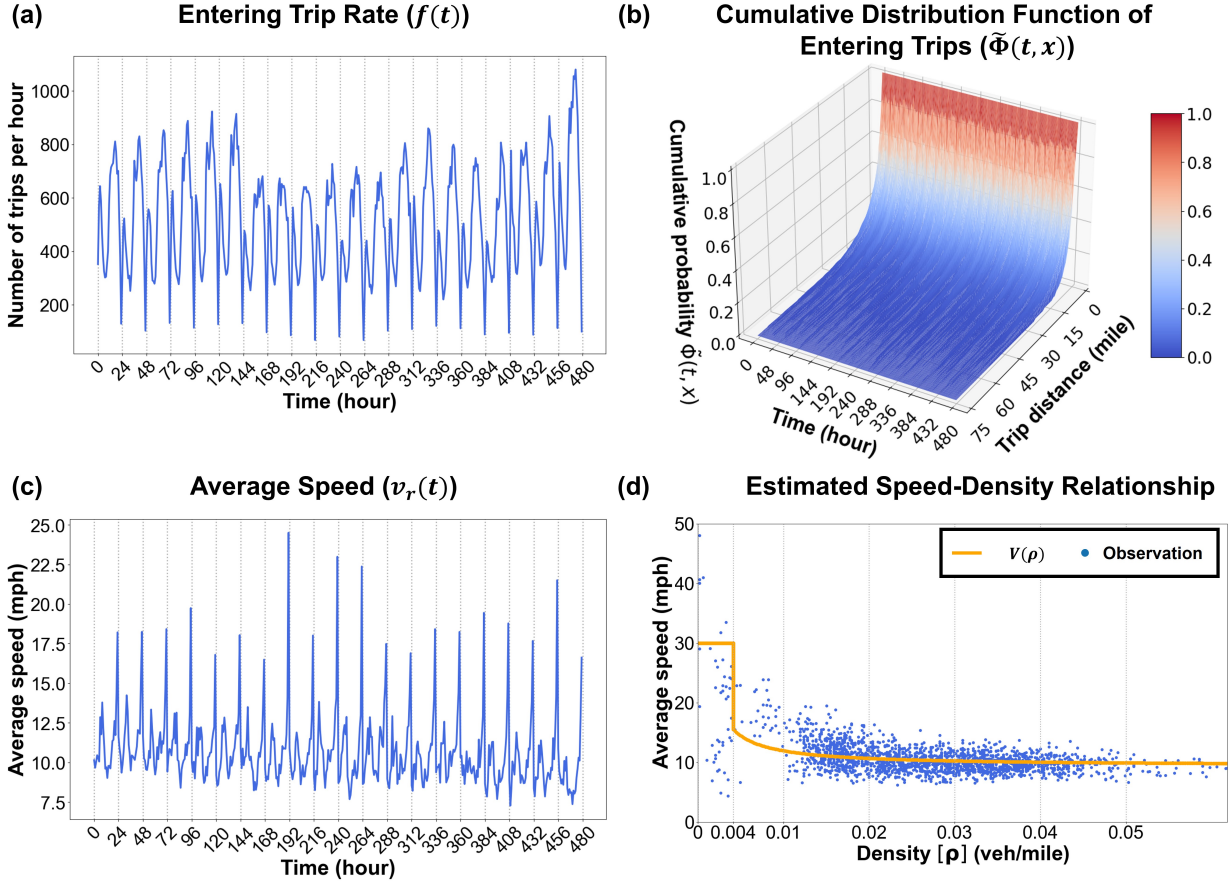 (a)
Entering Trip Rate (f(t))
Number of trips per hour
1000
800
600
400
200
0 24 48 72 96 120 144 168 192 216 240 264 288 312 336 360 384 408 432 456 480
Time (hour)
(b)
Cumulative Distribution Function of
Entering Trips (Φ̃(t, x))
Cumulative probability Φ̃(t, x)
1.0
0.8
0.6
0.4
0.2
0.0
0 48 96 144 192 240 288 336 384 432 480
Time (hour)
75 60 45 30 15 0
Trip distance (mile)
1.0
0.8
0.6
0.4
0.2
0.0
(c)
Average Speed (v_r(t))
Average speed (mph)
25.0
22.5
20.0
17.5
15.0
12.5
10.0
7.5
0 24 48 72 96 120 144 168 192 216 240 264 288 312 336 360 384 408 432 456 480
Time (hour)
(d)
Estimated Speed-Density Relationship
Average speed (mph)
50
40
30
20
10
0
V(ρ) Observation
0 0.004 0.01 0.02 0.03 0.04 0.05
Density [ρ] (veh/mile)